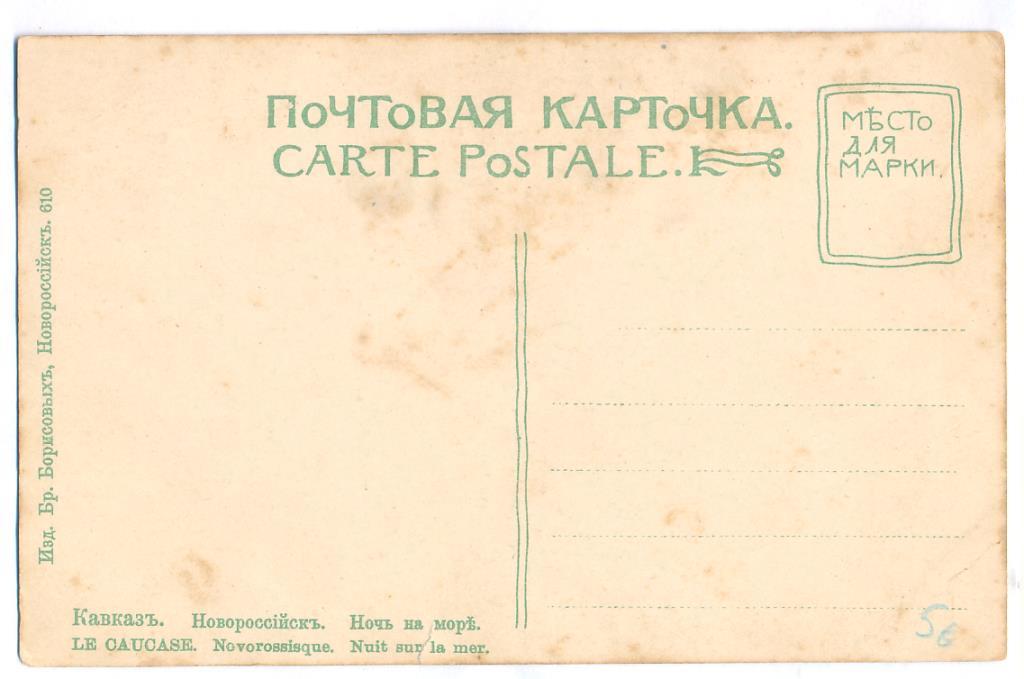 ПОЧТОВАЯ КАРТОЧКА.
CARTE POSTALE.
МѢСТО
ДЛЯ
МАРКИ.
Изд. Бр. Борисовыхъ, Новороссійскъ. 610
Кавказъ. Новороссійскъ. Ночь на морѣ.
LE CAUCASE. Novorossisque. Nuit sur la mer.
5€